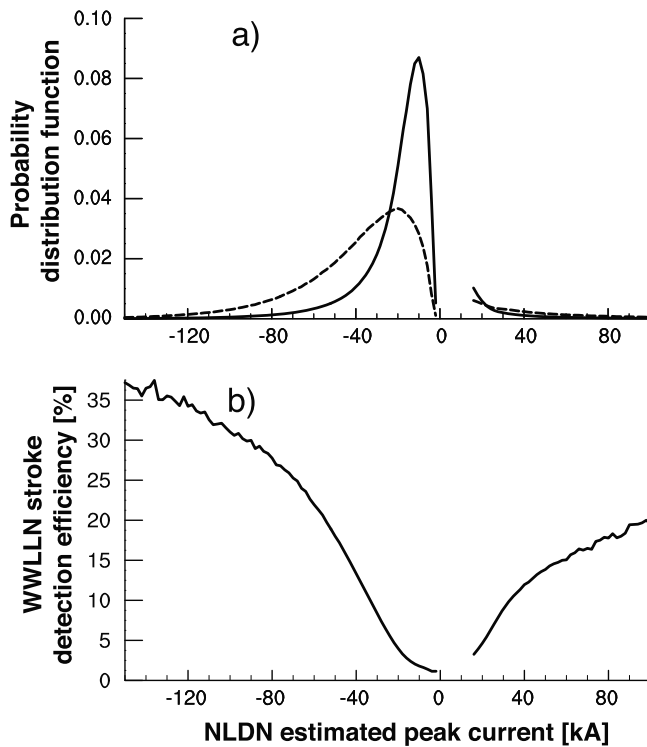 a)
Probability
distribution function
0.10
0.08
0.06
0.04
0.02
0.00
-120 -80 -40 0 40 80
b)
WWLLN stroke
detection efficiency [%]
35
30
25
20
15
10
5
0
-120 -80 -40 0 40 80
NLDN estimated peak current [kA]